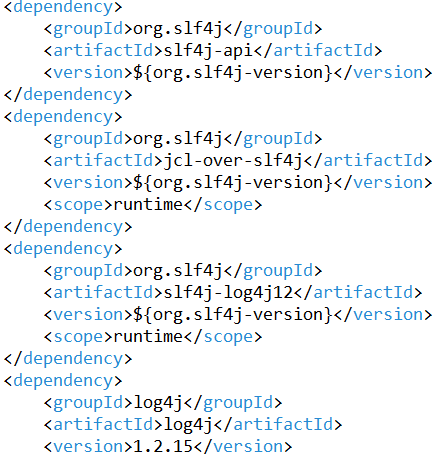 <dependency>
    <groupId>org.slf4j</groupId>
    <artifactId>slf4j-api</artifactId>
    <version>${org.slf4j-version}</version>
</dependency>
<dependency>
    <groupId>org.slf4j</groupId>
    <artifactId>jcl-over-slf4j</artifactId>
    <version>${org.slf4j-version}</version>
    <scope>runtime</scope>
</dependency>
<dependency>
    <groupId>org.slf4j</groupId>
    <artifactId>slf4j-log4j12</artifactId>
    <version>${org.slf4j-version}</version>
    <scope>runtime</scope>
</dependency>
<dependency>
    <groupId>log4j</groupId>
    <artifactId>log4j</artifactId>
    <version>1.2.15</version>